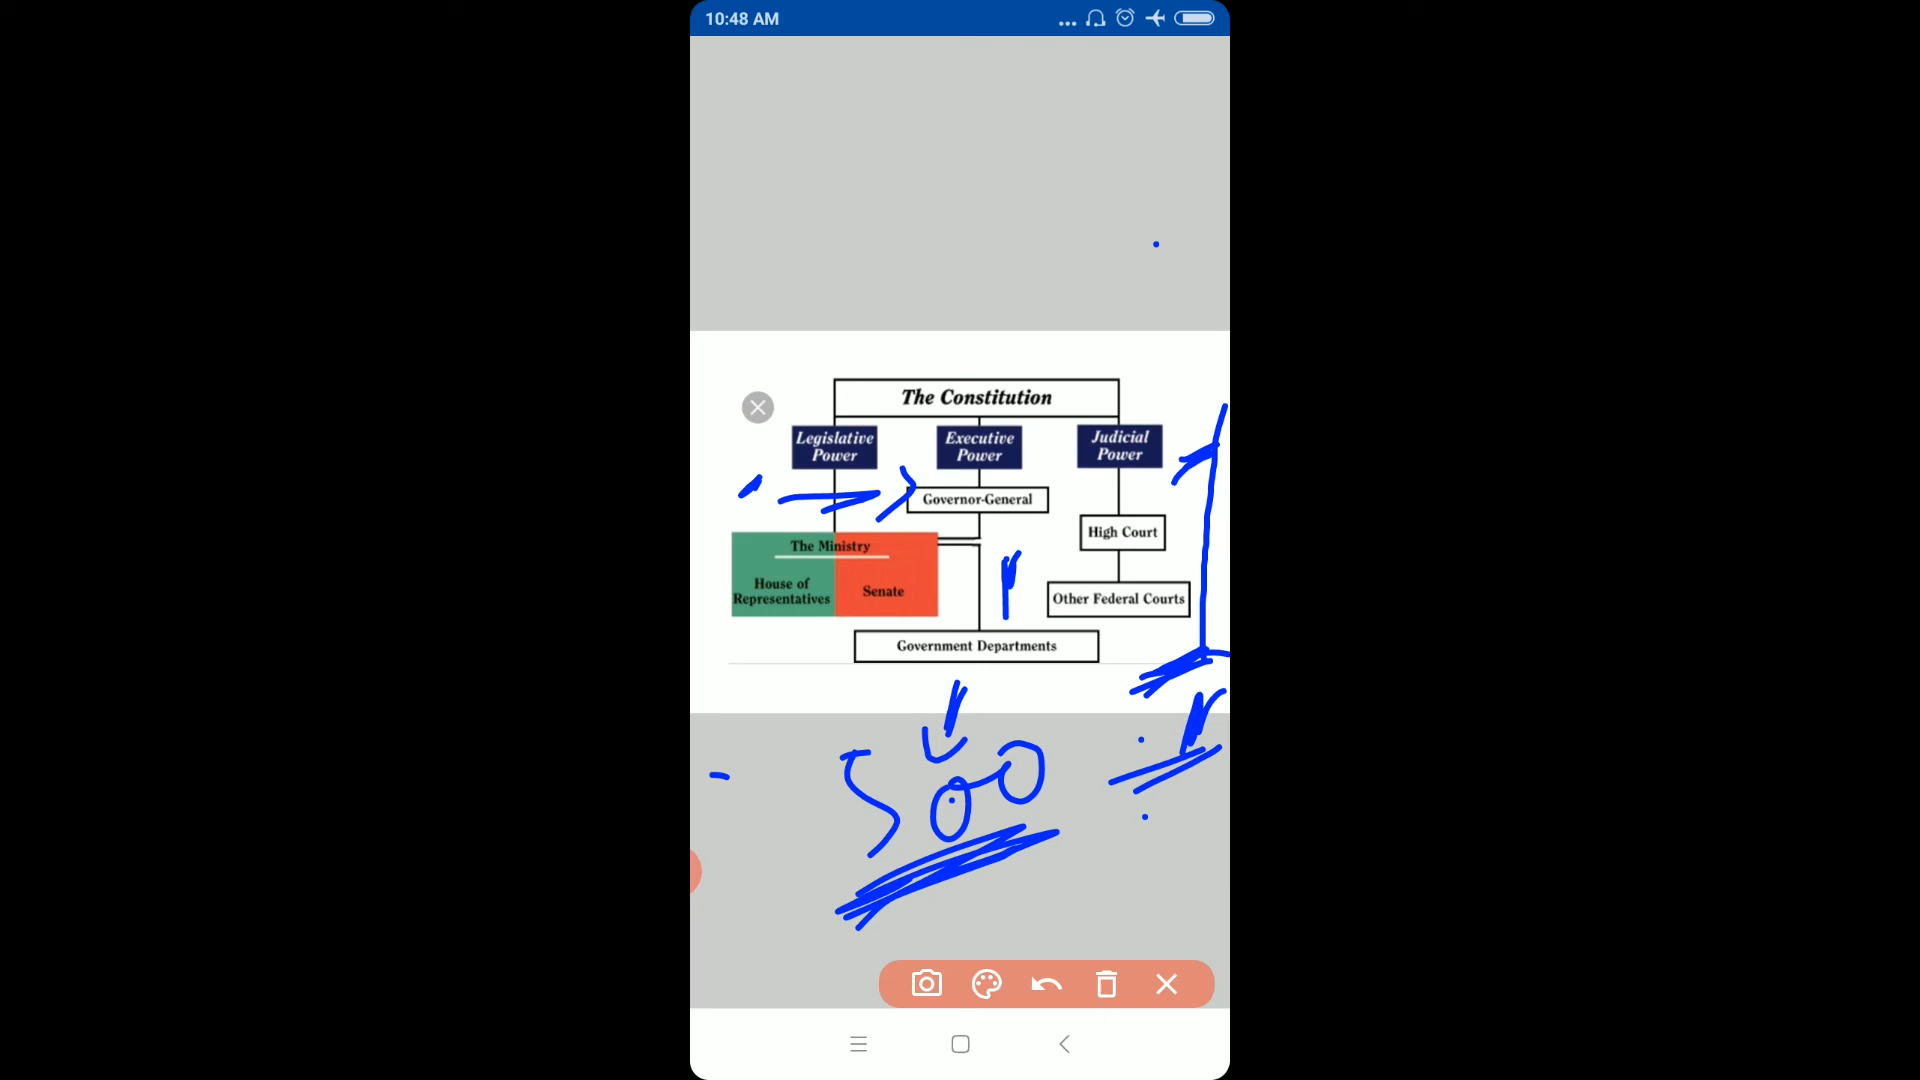 10:48 AM
The Constitution
Legislative
Power
Executive
Power
Judicial
Power
Governor-General
High Court
The Ministry
House of
Representatives
Senate
Other Federal Courts
Government Departments
500